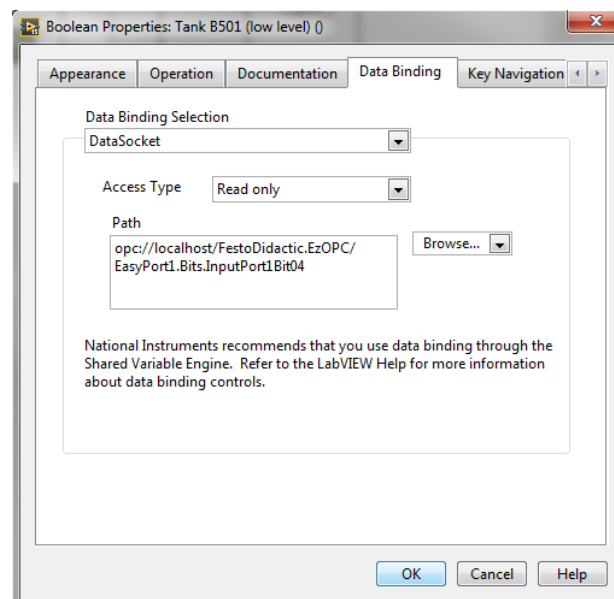 Boolean Properties: Tank B501 (low level) ()
Appearance Operation Documentation Data Binding Key Navigation
Data Binding Selection
DataSocket
Access Type Read only
Path
opc://localhost/FestoDidactic.EzOPC/
EasyPort1.Bits.InputPort1Bit04
Browse...
National Instruments recommends that you use data binding through the
Shared Variable Engine. Refer to the LabVIEW Help for more information
about data binding controls.
OK Cancel Help